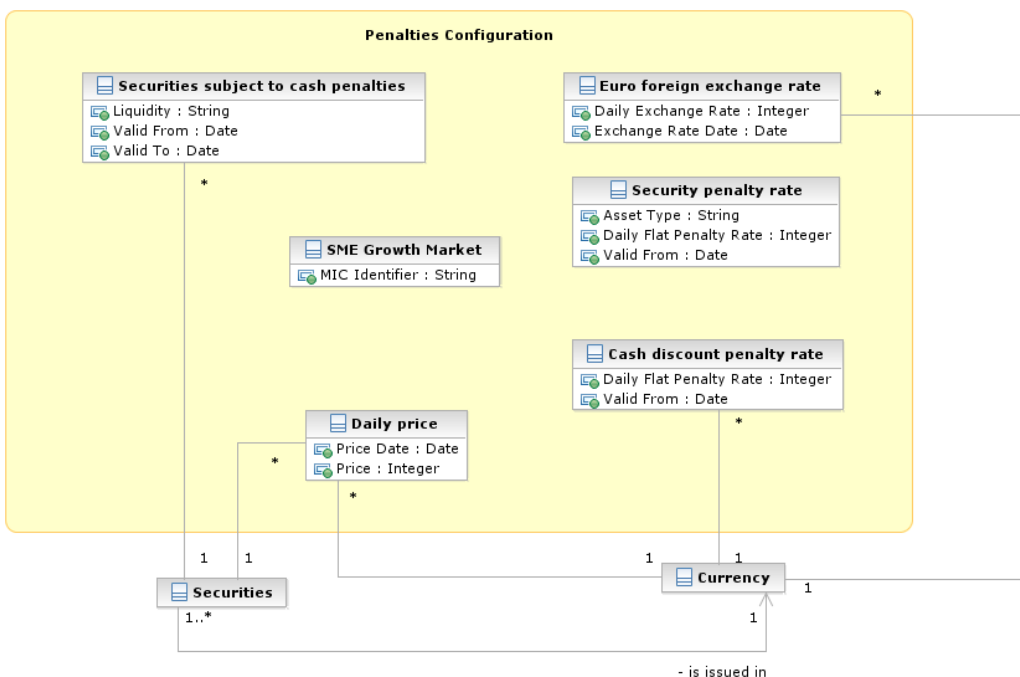 Penalties Configuration
Securities subject to cash penalties
Liquidity : String
Valid From : Date
Valid To : Date
*
Euro foreign exchange rate
Daily Exchange Rate : Integer
Exchange Rate Date : Date
*
Security penalty rate
Asset Type : String
Daily Flat Penalty Rate : Integer
Valid From : Date
SME Growth Market
MIC Identifier : String
Cash discount penalty rate
Daily Flat Penalty Rate : Integer
Valid From : Date
*
Daily price
Price Date : Date
Price : Integer
*
*
1
1
1
1
Securities
Currency
1
1..*
1
- is issued in